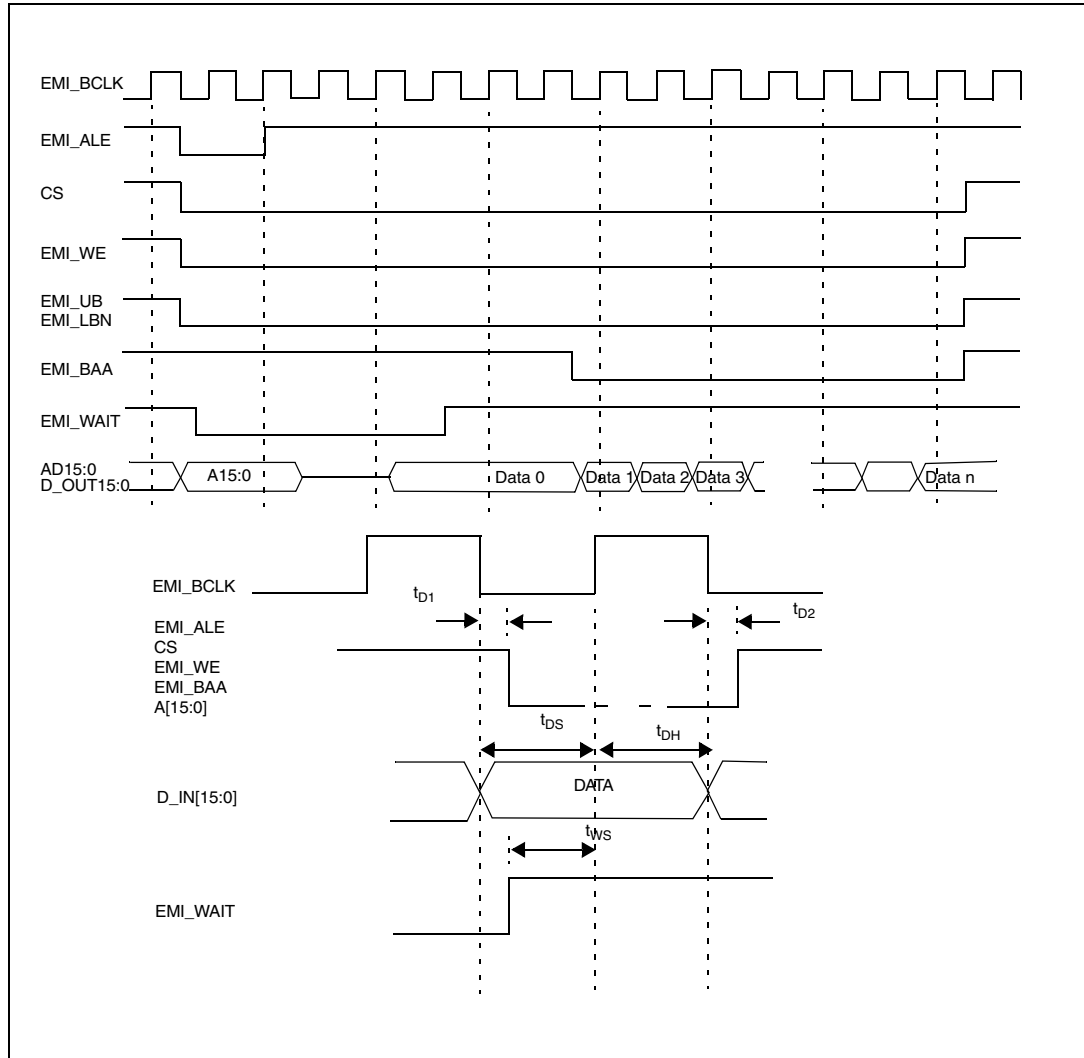 EMI_BCLK
EMI_ALE
CS
EMI_WE
EMI_UB
EMI_LBN
EMI_BAA
EMI_WAIT
AD15:0
D_OUT15:0
A15:0
Data 0
Data 1
Data 2
Data 3
Data n
EMI_BCLK
tD1
tD2
EMI_ALE
CS
EMI_WE
EMI_BAA
A[15:0]
tDS
tDH
D_IN[15:0]
DATA
tWS
EMI_WAIT